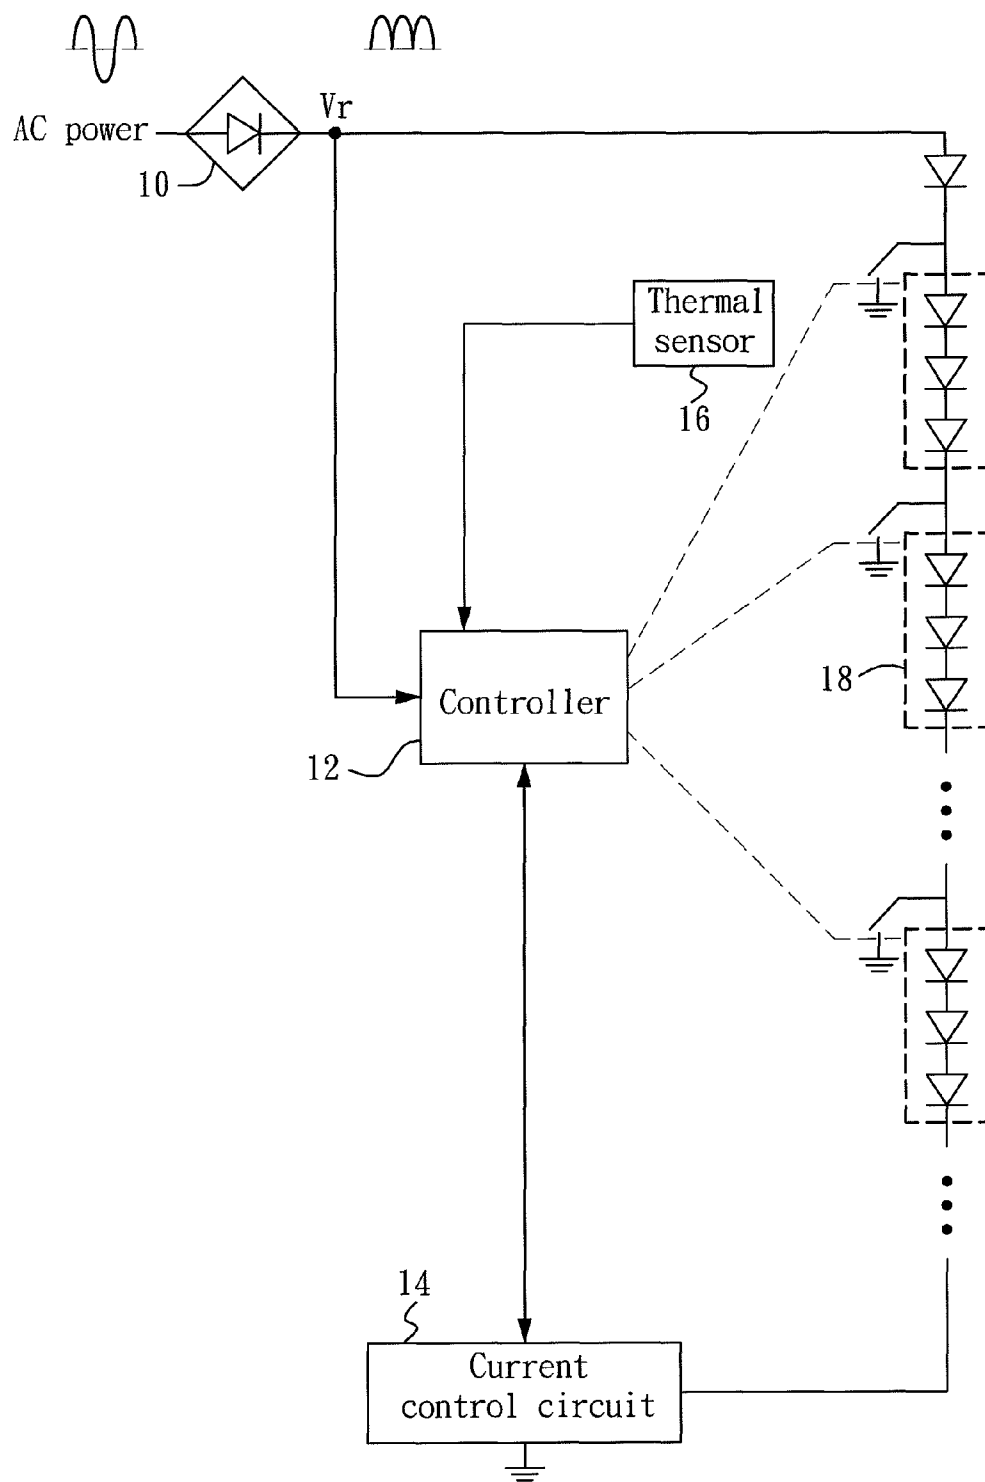 Vr
AC power
10
Thermal
sensor
16
Controller
18
12
14
Current
control circuit